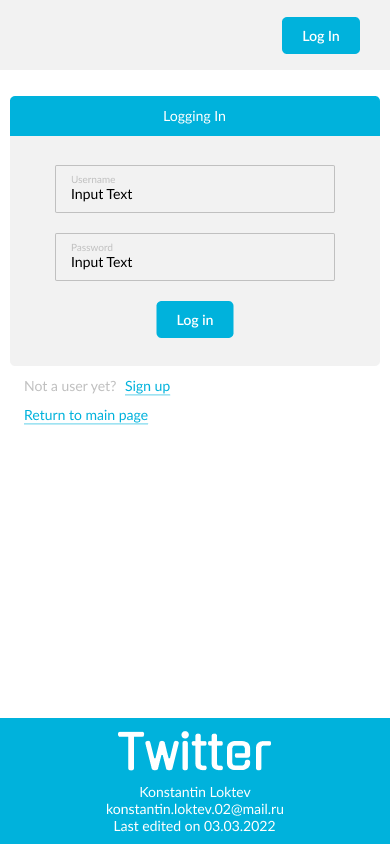 Log In
Logging In
Username
Input Text
Password
Input Text
Log in
Not a user yet? Sign up
Return to main page
Twitter
Konstantin Loktev
konstantin.loktev.02@mail.ru
Last edited on 03.03.2022